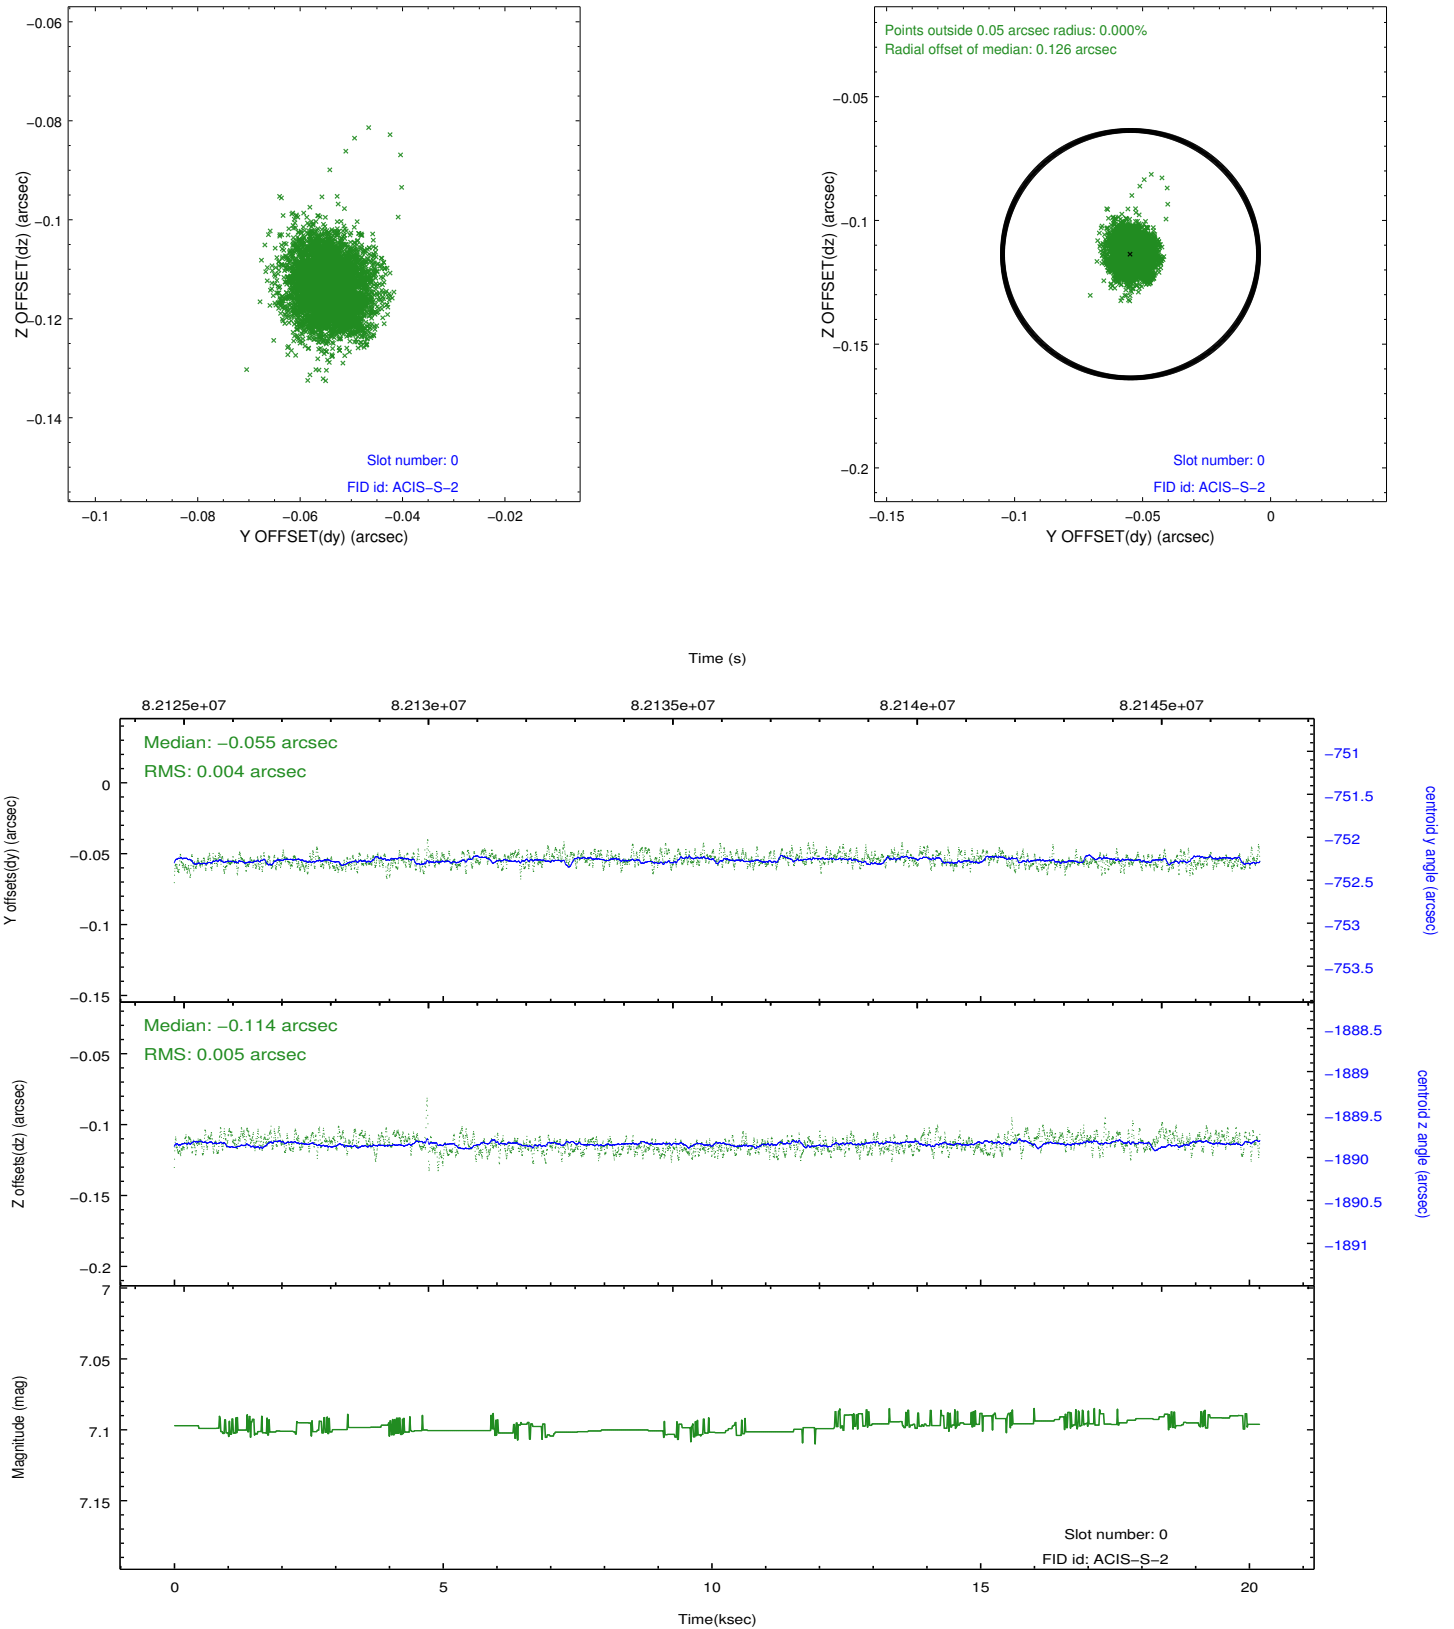 −0.06
−0.08
−0.1
−0.12
−0.14
Z OFFSET(dz) (arcsec)
Slot number: 0
FID id: ACIS−S−2
−0.1
−0.08
−0.06
−0.04
−0.02
Y OFFSET(dy) (arcsec)
Points outside 0.05 arcsec radius: 0.000%
Radial offset of median: 0.126 arcsec
−0.05
−0.1
−0.15
−0.2
Z OFFSET(dz) (arcsec)
Slot number: 0
FID id: ACIS−S−2
−0.15
−0.1
−0.05
0
Y OFFSET(dy) (arcsec)
Time (s)
8.2125e+07
8.213e+07
8.2135e+07
8.214e+07
8.2145e+07
Median: −0.055 arcsec
RMS: 0.004 arcsec
0
−0.05
−0.1
−0.15
Y offsets(dy) (arcsec)
−751
−751.5
−752
−752.5
−753
−753.5
centroid y angle (arcsec)
Median: −0.114 arcsec
RMS: 0.005 arcsec
−0.05
−0.1
−0.15
−0.2
Z offsets(dz) (arcsec)
−1888.5
−1889
−1889.5
−1890
−1890.5
−1891
centroid z angle (arcsec)
7
7.05
7.1
7.15
Magnitude (mag)
Slot number: 0
FID id: ACIS−S−2
0
5
10
15
20
Time(ksec)